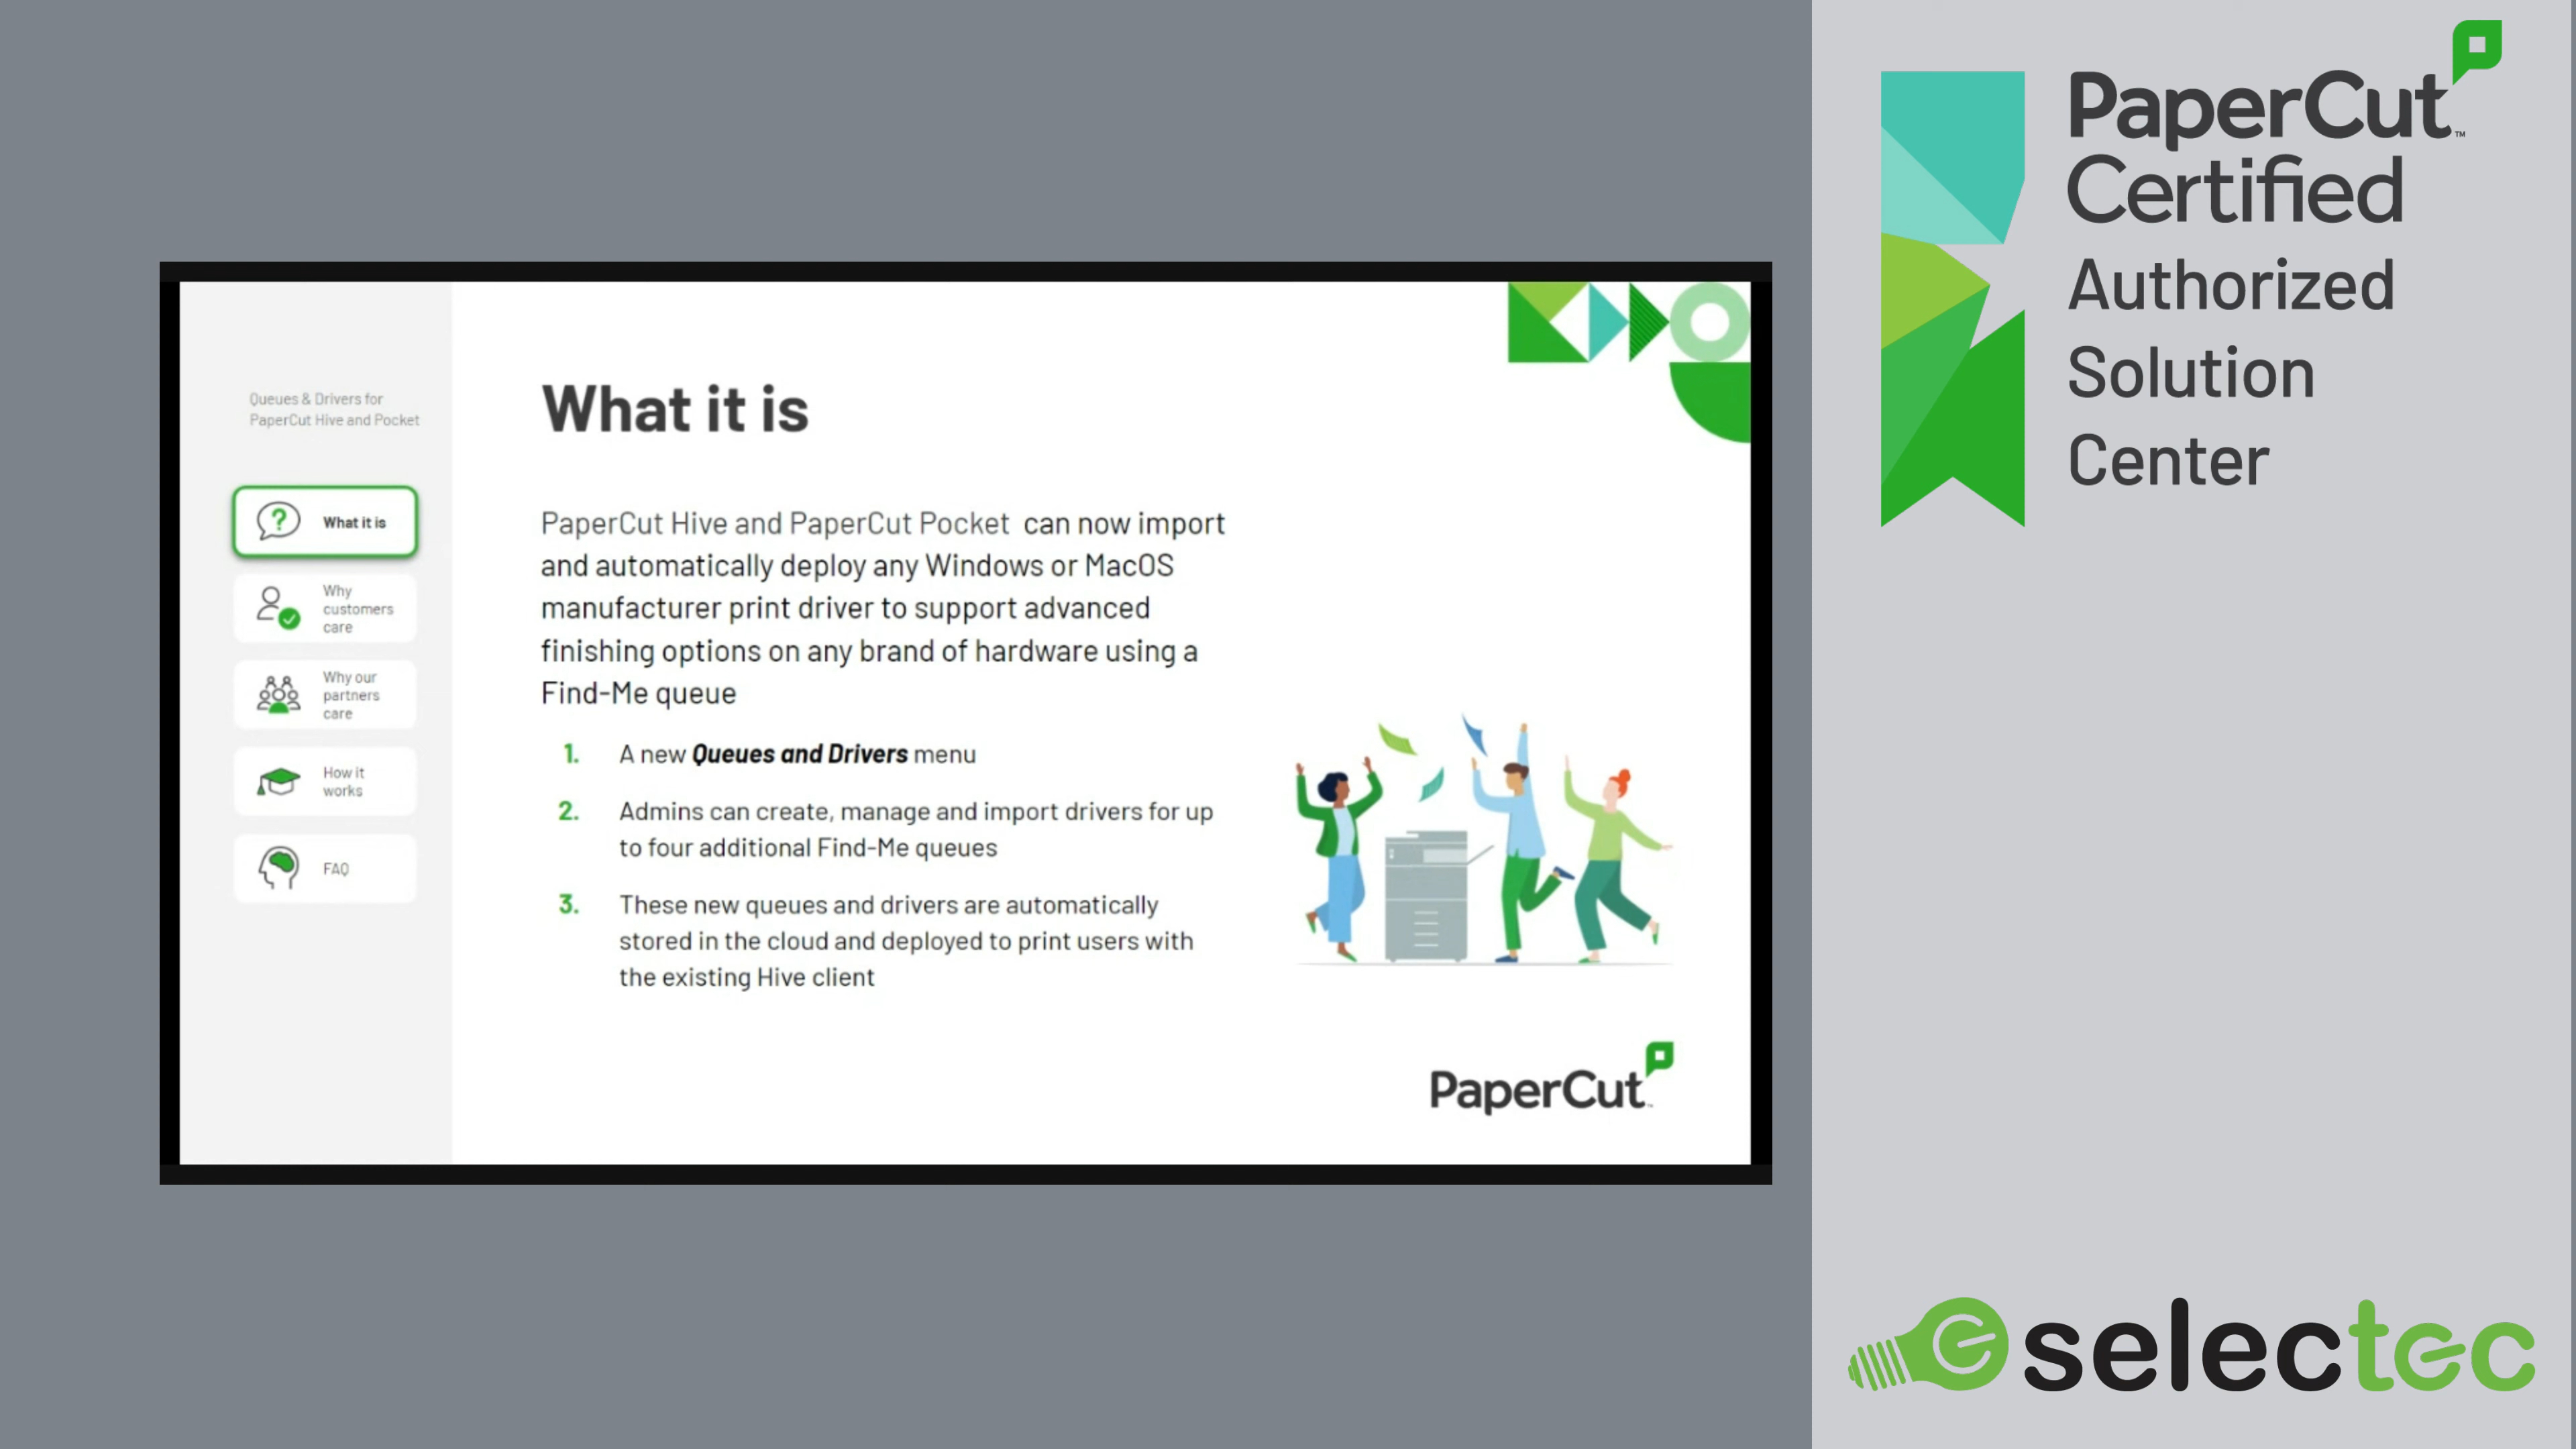 Queues & Drivers for
PaperCut Hive and Pocket
What it is
Why
customers
care
Why our
partners
care
How it
works
FAQ
What it is
PaperCut Hive and PaperCut Pocket can now import
and automatically deploy any Windows or MacOS
manufacturer print driver to support advanced
finishing options on any brand of hardware using a
Find-Me queue
1. A new Queues and Drivers menu
2. Admins can create, manage and import drivers for up
to four additional Find-Me queues
3. These new queues and drivers are automatically
stored in the cloud and deployed to print users with
the existing Hive client
PaperCut
PaperCut™
Certified
Authorized
Solution
Center
selectec